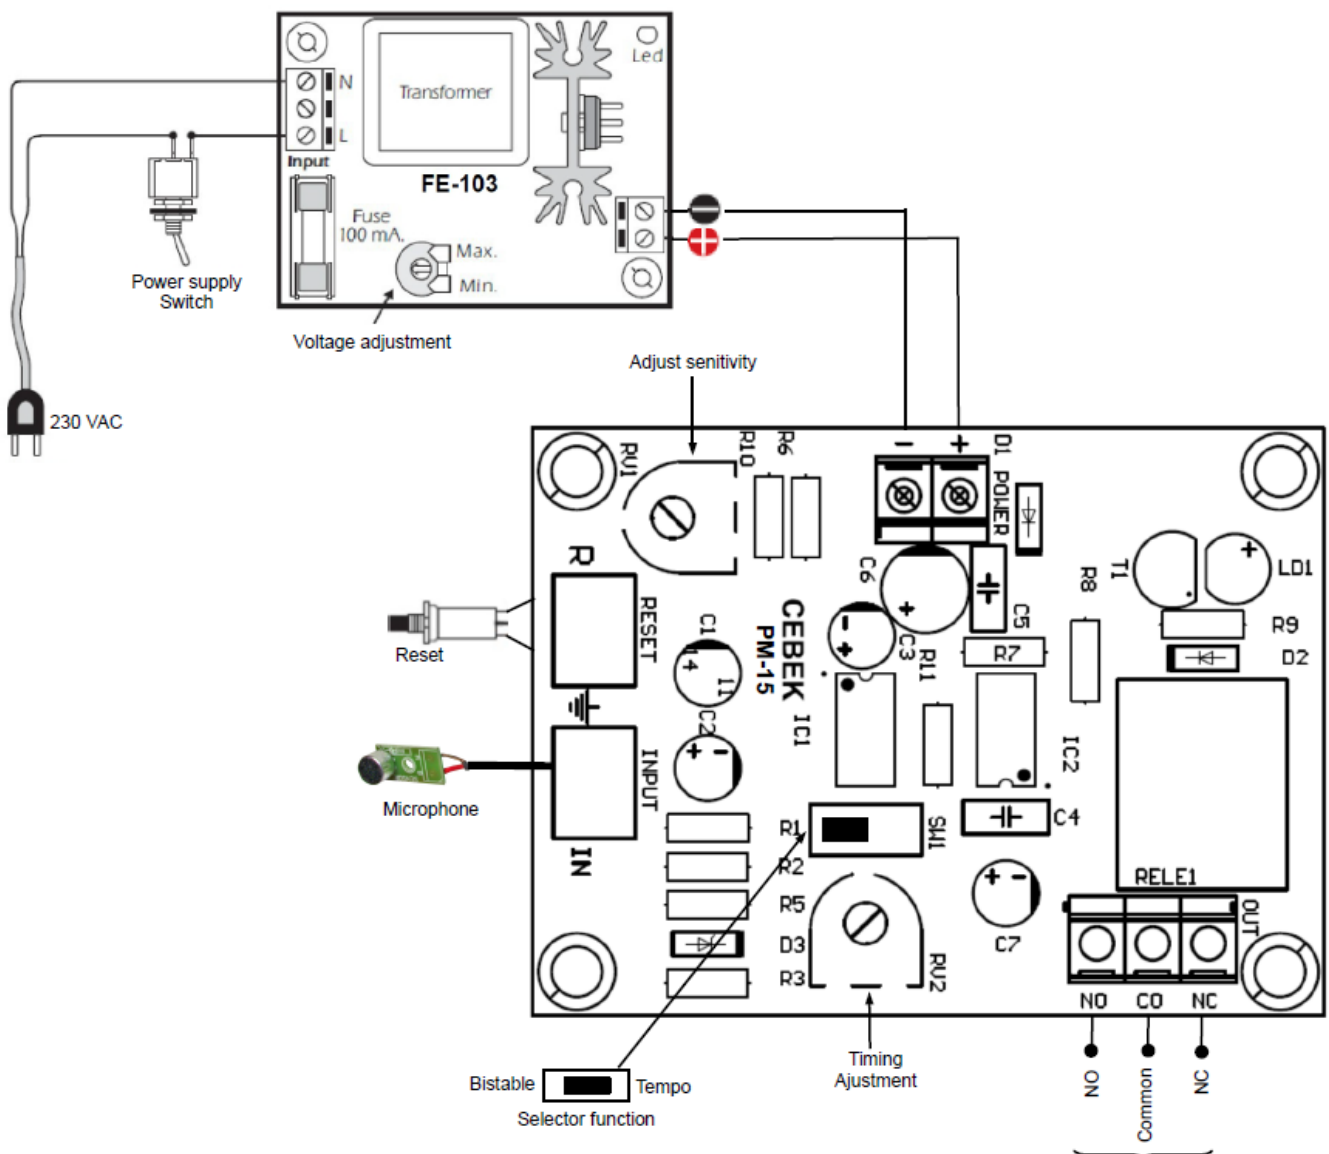 Transformer
Led
N
L
Input
FE-103
Fuse
100 mA.
Max.
Min.
Power supply
Switch
Voltage adjustment
230 VAC
Adjust senitivity
RV1
R10
R6
-
+
D1
POWER
R
RESET
Reset
C1
14
11
CEBEK
PM-15
C6
+
C5
-
+
C3
R11
R7
R8
T1
+
LD1
R9
D2
C2
+ -
IC1
IC2
INPUT
IN
Microphone
R1
R2
R5
D3
R3
SW1
C4
+ -
C7
RV2
RELE1
OUT
NO CO NC
NO
Common
NC
Timing
Ajustment
Bistable
Tempo
Selector function